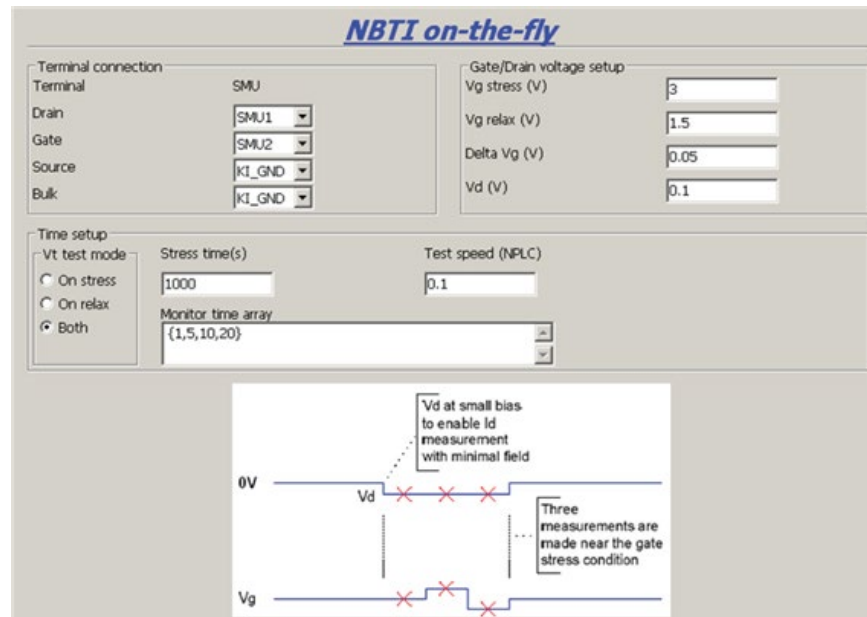 NBTI on-the-fly
Terminal connection
Terminal SMU
Drain SMU1
Gate SMU2
Source KI_GND
Bulk KI_GND
Gate/Drain voltage setup
Vg stress (V) 3
Vg relax (V) 1.5
Delta Vg (V) 0.05
Vd (V) 0.1
Time setup
Vt test mode
On stress
On relax
Both
Stress time(s)
1000
Test speed (NPLC)
0.1
Monitor time array
{1,5,10,20}
Vd at small bias
to enable Id
measurement
with minimal field
0V
Vd
Three
measurements are
made near the gate
stress condition
Vg